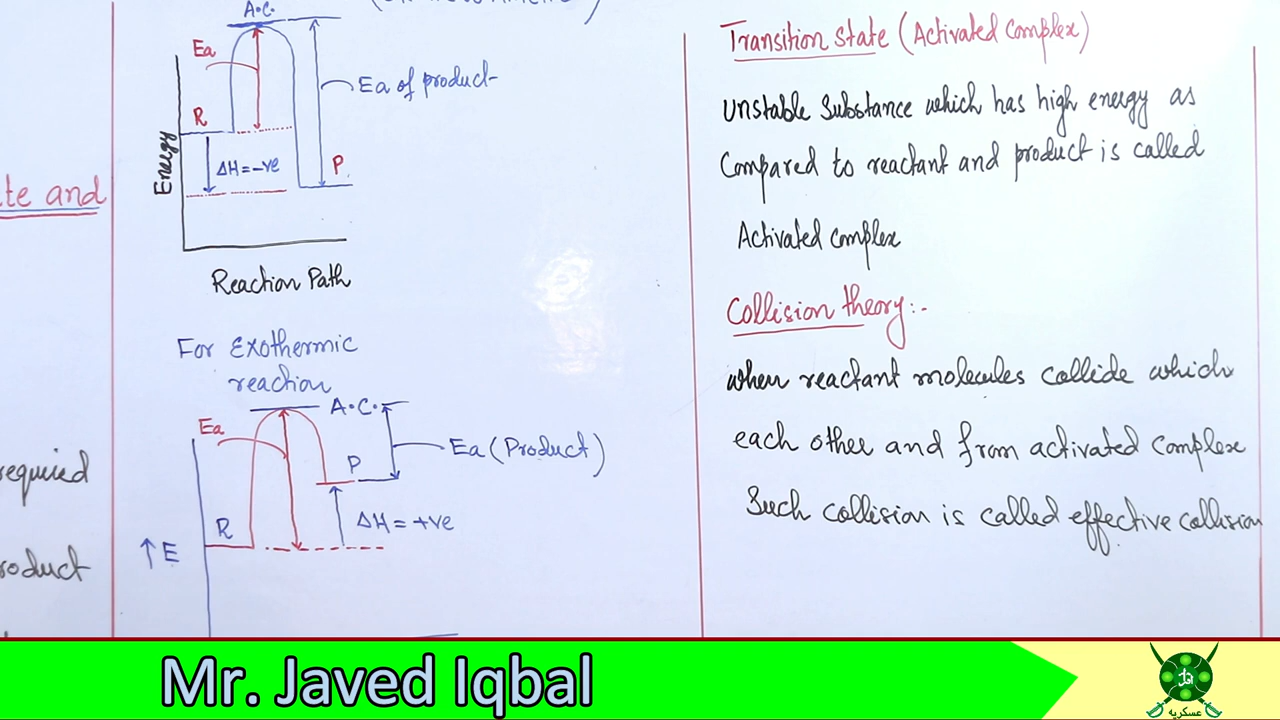 te and
required
roduct
A.C.
Ea
Ea of product
R
ΔH=-ve
P.
Energy
Reaction Path
For Exothermic
reaction
A.C.
Ea
Ea (Product)
P
R
ΔH = +ve
↑ E
Transition state (Activated Complex)
Unstable Substance which has high energy as
Compared to reactant and product is called
Activated complex
Collision theory:-
when reactant molecules collide which
each other and from activated complex
Such collision is called effective collision
Mr. Javed Iqbal
عسکریہ